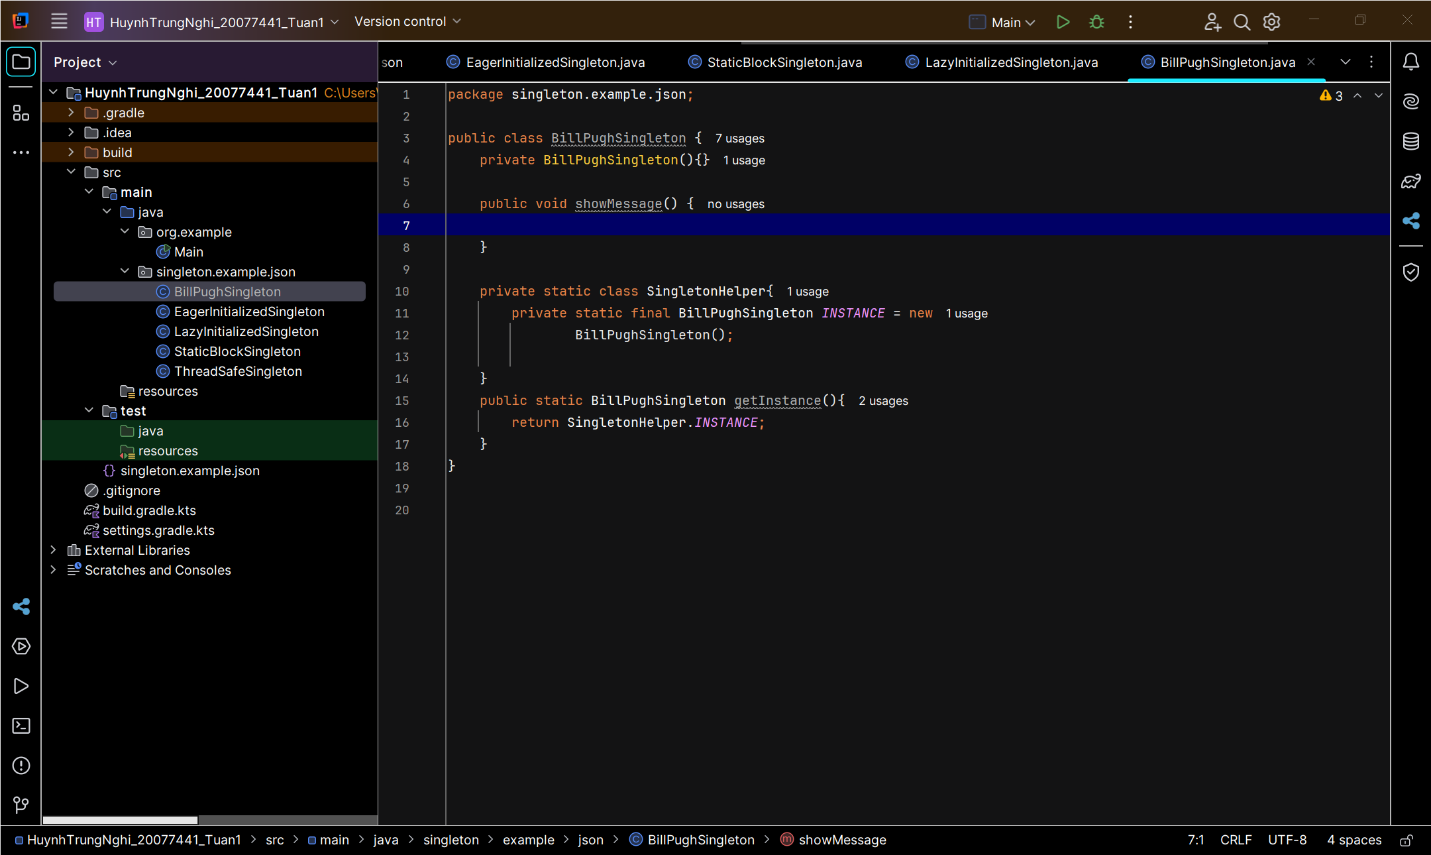 HT HuynhTrungNghi_20077441_Tuan1 Version control Main
Project
son EagerInitializedSingleton.java StaticBlockSingleton.java LazyInitializedSingleton.java BillPughSingleton.java
HuynhTrungNghi_20077441_Tuan1 C:\Users\
.gradle
.idea
build
src
main
java
org.example
Main
singleton.example.json
BillPughSingleton
EagerInitializedSingleton
LazyInitializedSingleton
StaticBlockSingleton
ThreadSafeSingleton
resources
test
java
resources
singleton.example.json
.gitignore
build.gradle.kts
settings.gradle.kts
External Libraries
Scratches and Consoles
3
1 package singleton.example.json;
2
3 public class BillPughSingleton { 7 usages
4 private BillPughSingleton(){} 1 usage
5
6 public void showMessage() { no usages
7
8 }
9
10 private static class SingletonHelper{ 1 usage
11 private static final BillPughSingleton INSTANCE = new 1 usage
12 BillPughSingleton();
13
14 }
15 public static BillPughSingleton getInstance(){ 2 usages
16 return SingletonHelper.INSTANCE;
17 }
18 }
19
20
HuynhTrungNghi_20077441_Tuan1 > src > main > java > singleton > example > json > BillPughSingleton > showMessage 7:1 CRLF UTF-8 4 spaces